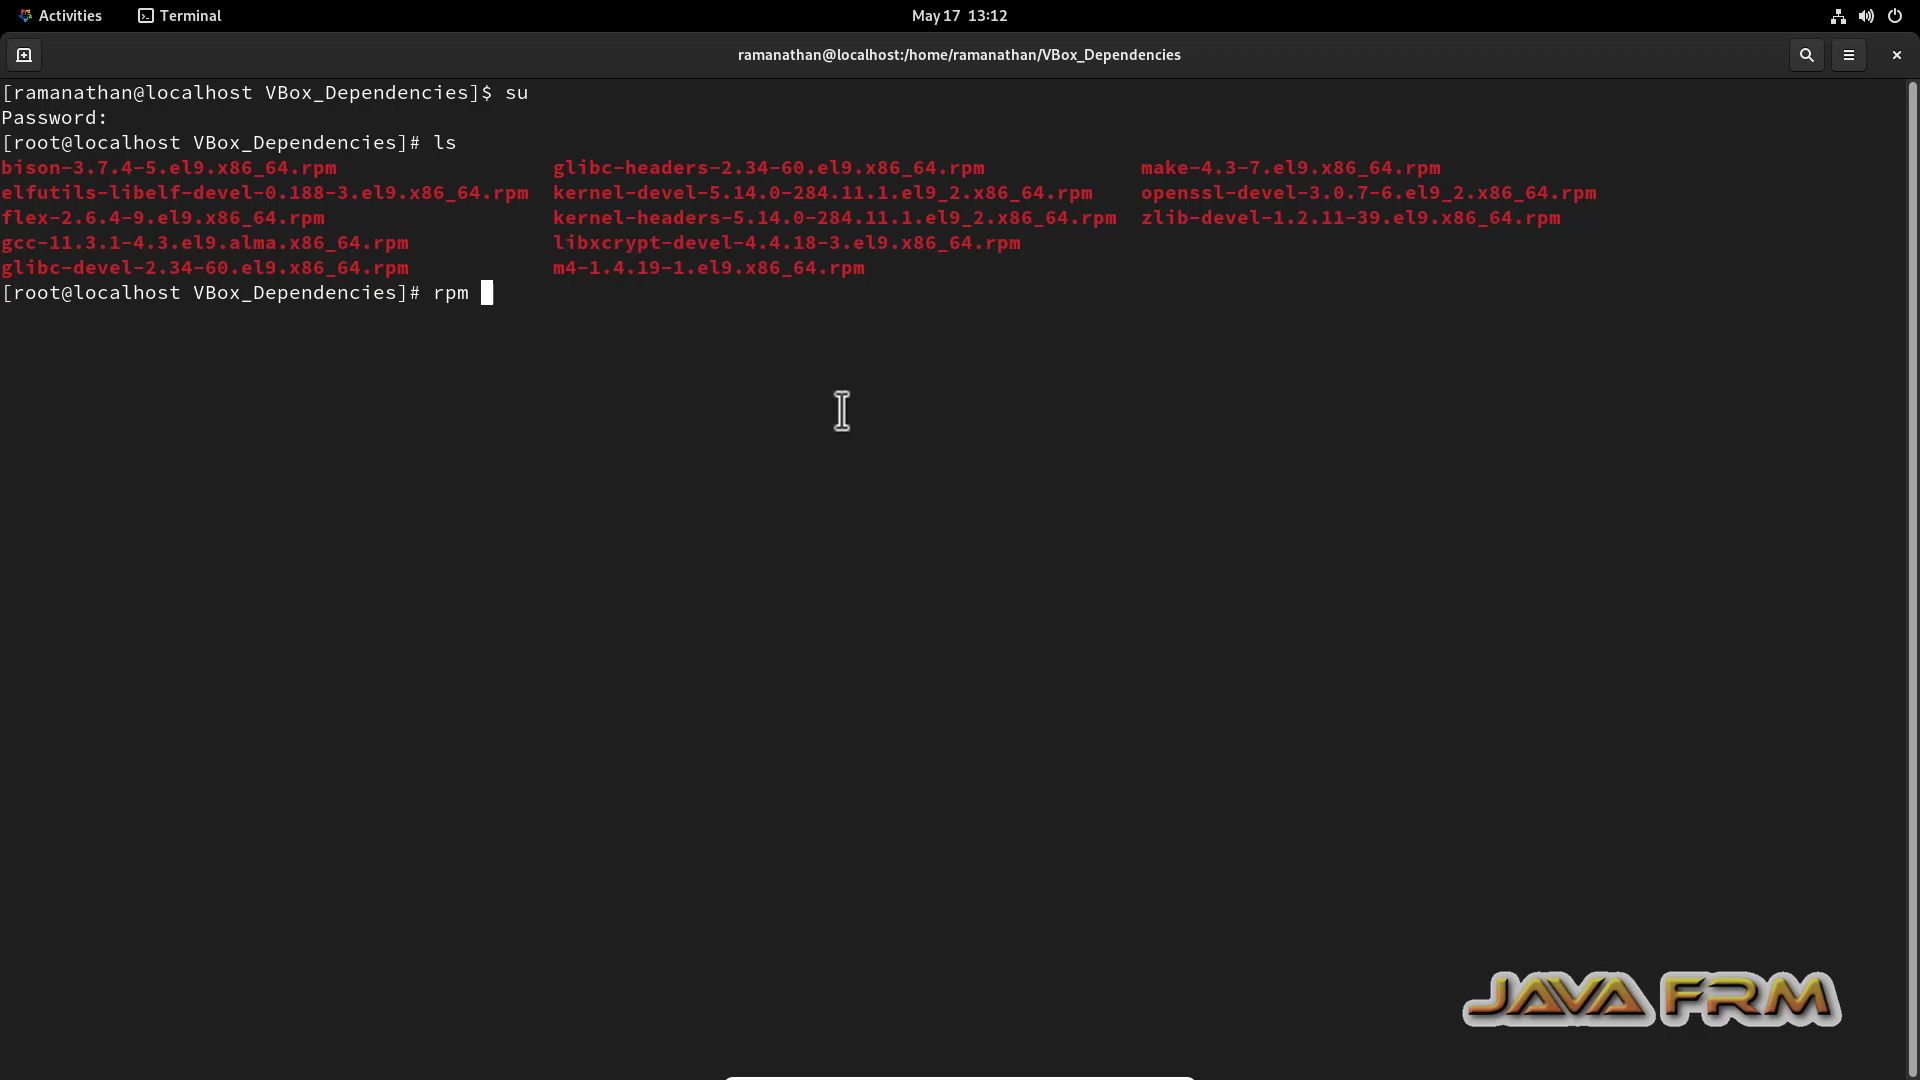 Activities Terminal May 17 13:12
ramanathan@localhost:/home/ramanathan/VBox_Dependencies
[ramanathan@localhost VBox_Dependencies]$ su
Password:
[root@localhost VBox_Dependencies]# ls
bison-3.7.4-5.el9.x86_64.rpm glibc-headers-2.34-60.el9.x86_64.rpm make-4.3-7.el9.x86_64.rpm
elfutils-libelf-devel-0.188-3.el9.x86_64.rpm kernel-devel-5.14.0-284.11.1.el9_2.x86_64.rpm openssl-devel-3.0.7-6.el9_2.x86_64.rpm
flex-2.6.4-9.el9.x86_64.rpm kernel-headers-5.14.0-284.11.1.el9_2.x86_64.rpm zlib-devel-1.2.11-39.el9.x86_64.rpm
gcc-11.3.1-4.3.el9.alma.x86_64.rpm libxcrypt-devel-4.4.18-3.el9.x86_64.rpm
glibc-devel-2.34-60.el9.x86_64.rpm m4-1.4.19-1.el9.x86_64.rpm
[root@localhost VBox_Dependencies]# rpm
JAVA FRM